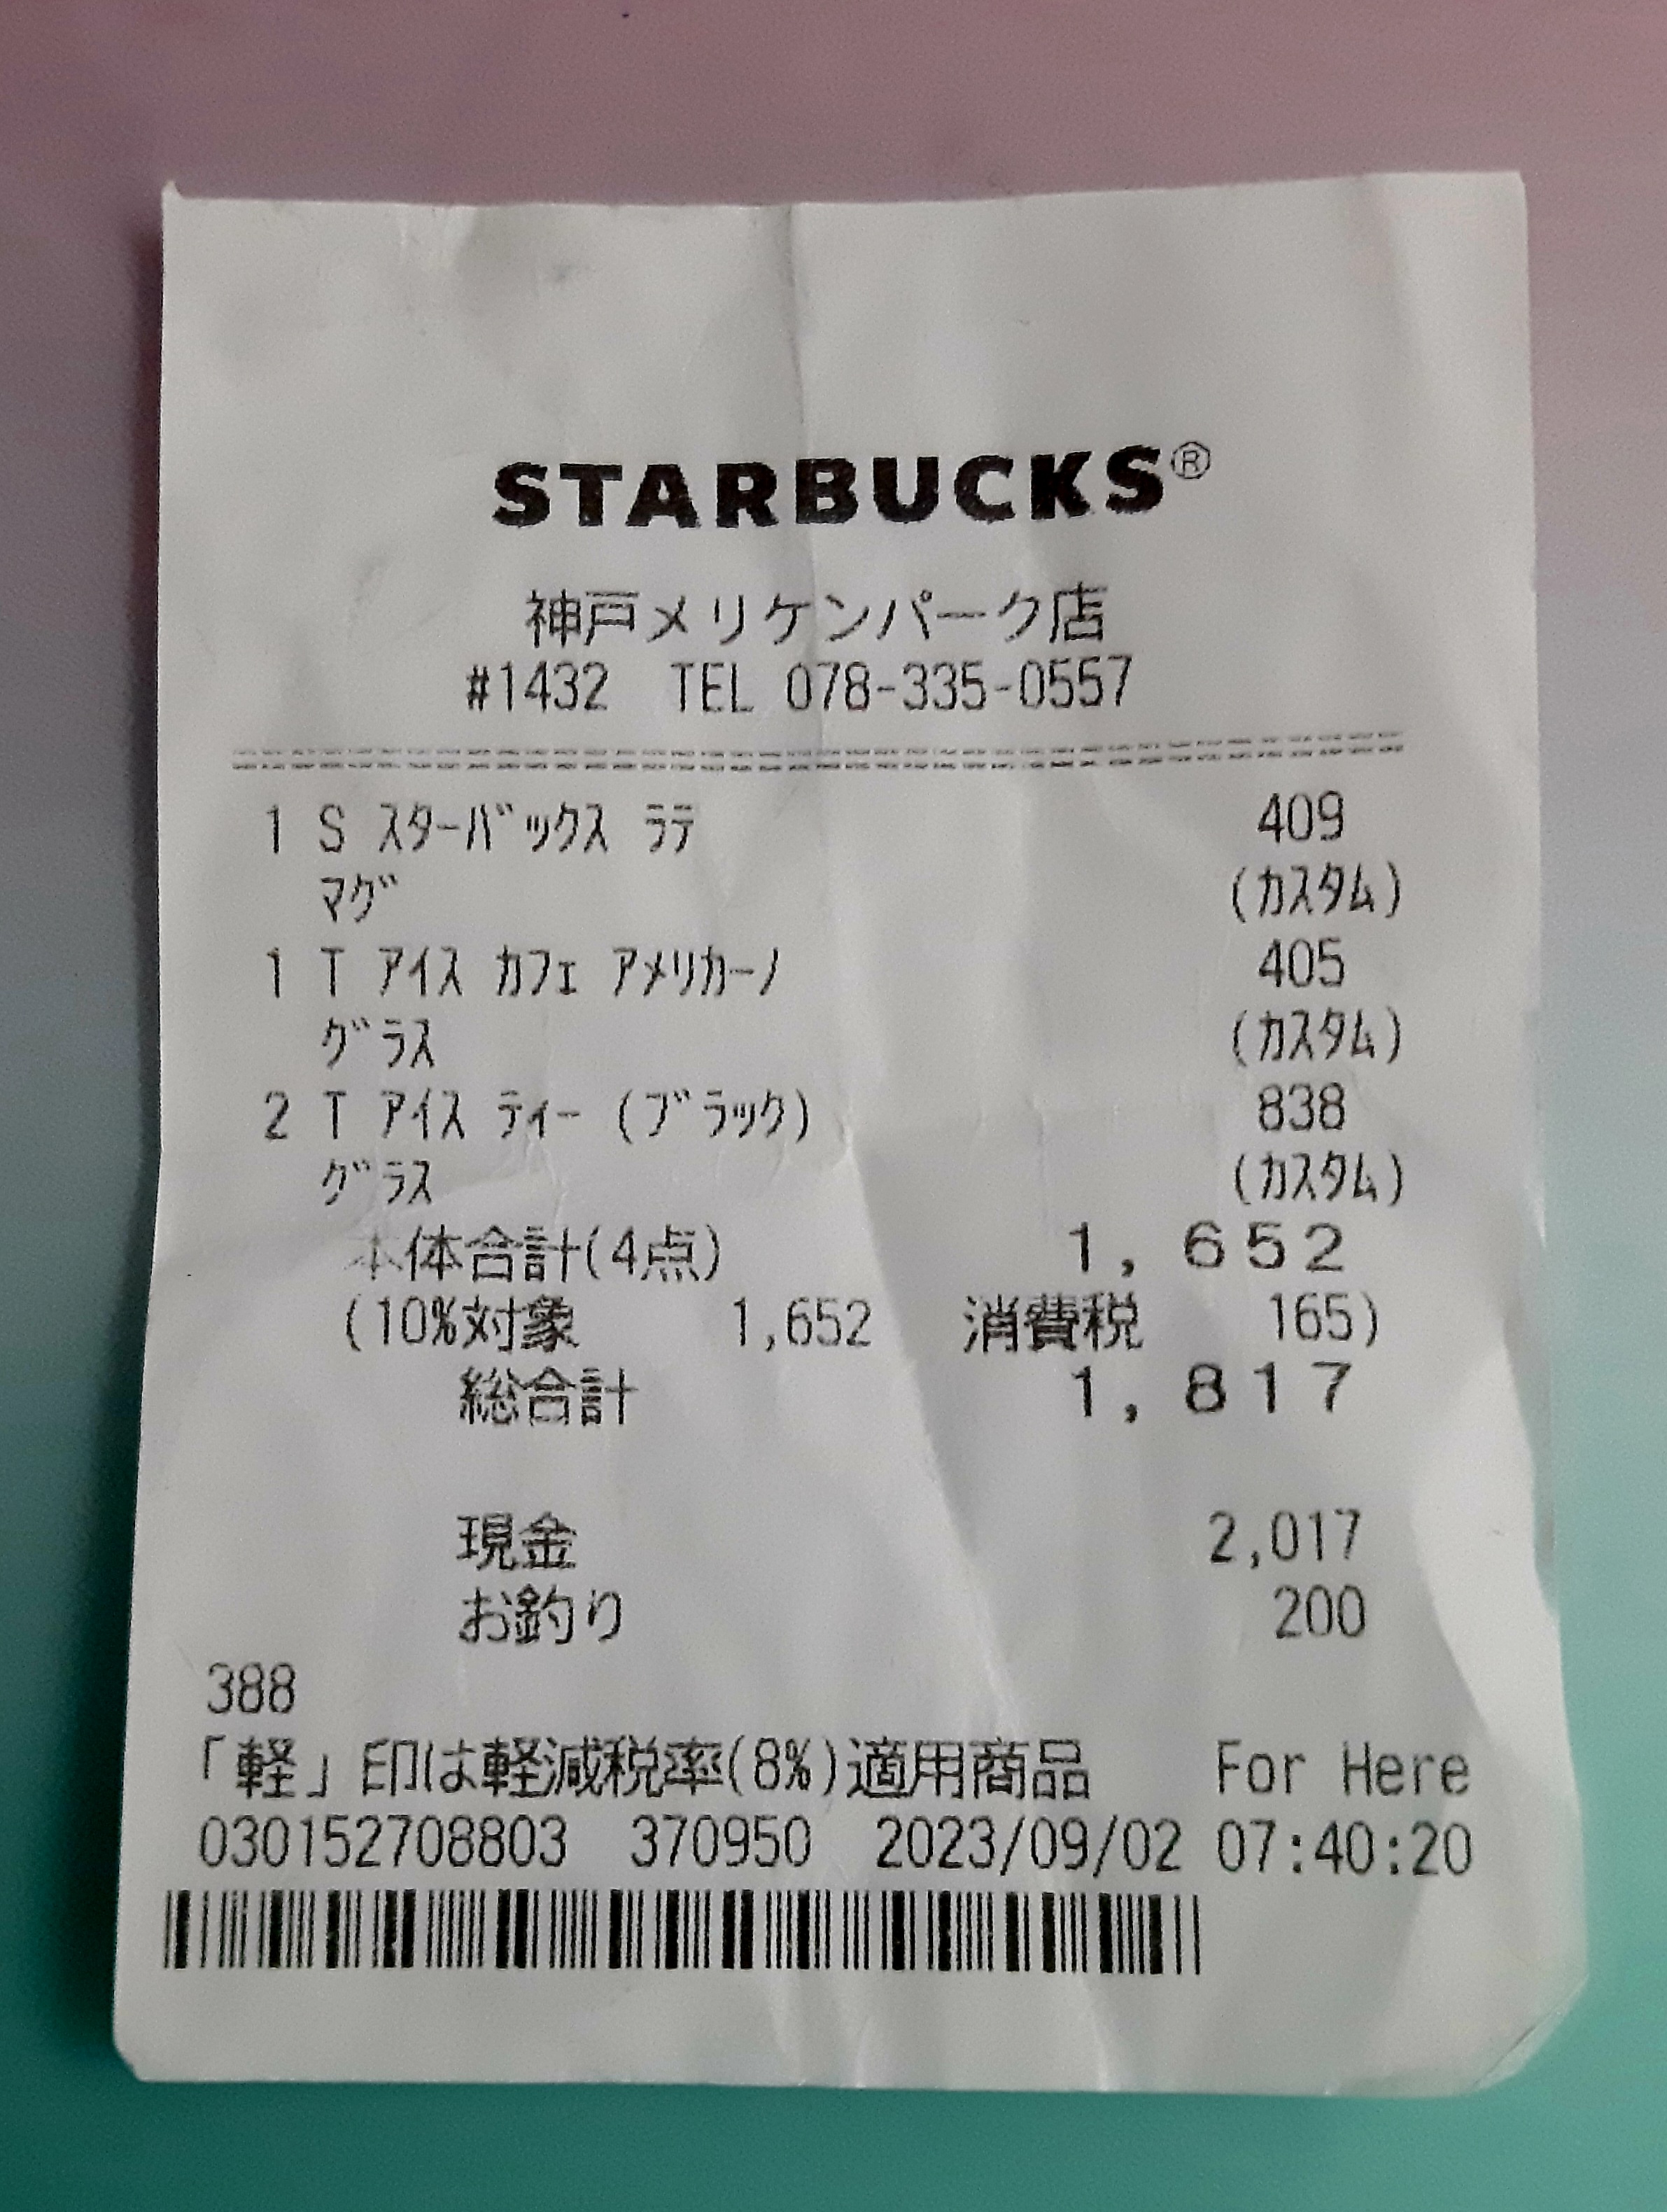 STARBUCKS®
神戸メリケンパーク店
#1432 TEL 078-335-0557
1 S ｽﾀｰﾊﾞｯｸｽ ﾗﾃ 409
ﾏｸﾞ (ｶｽﾀﾑ)
1 T ｱｲｽ ｶﾌｪ ｱﾒﾘｶｰﾉ 405
ｸﾞﾗｽ (ｶｽﾀﾑ)
2 T ｱｲｽ ﾃｨｰ (ﾌﾞﾗｯｸ) 838
ｸﾞﾗｽ (ｶｽﾀﾑ)
本体合計(4点) 1,652
(10%対象 1,652 消費税 165)
総合計 1,817
現金 2,017
お釣り 200
388
「軽」印は軽減税率(8%)適用商品 For Here
030152708803 370950 2023/09/02 07:40:20